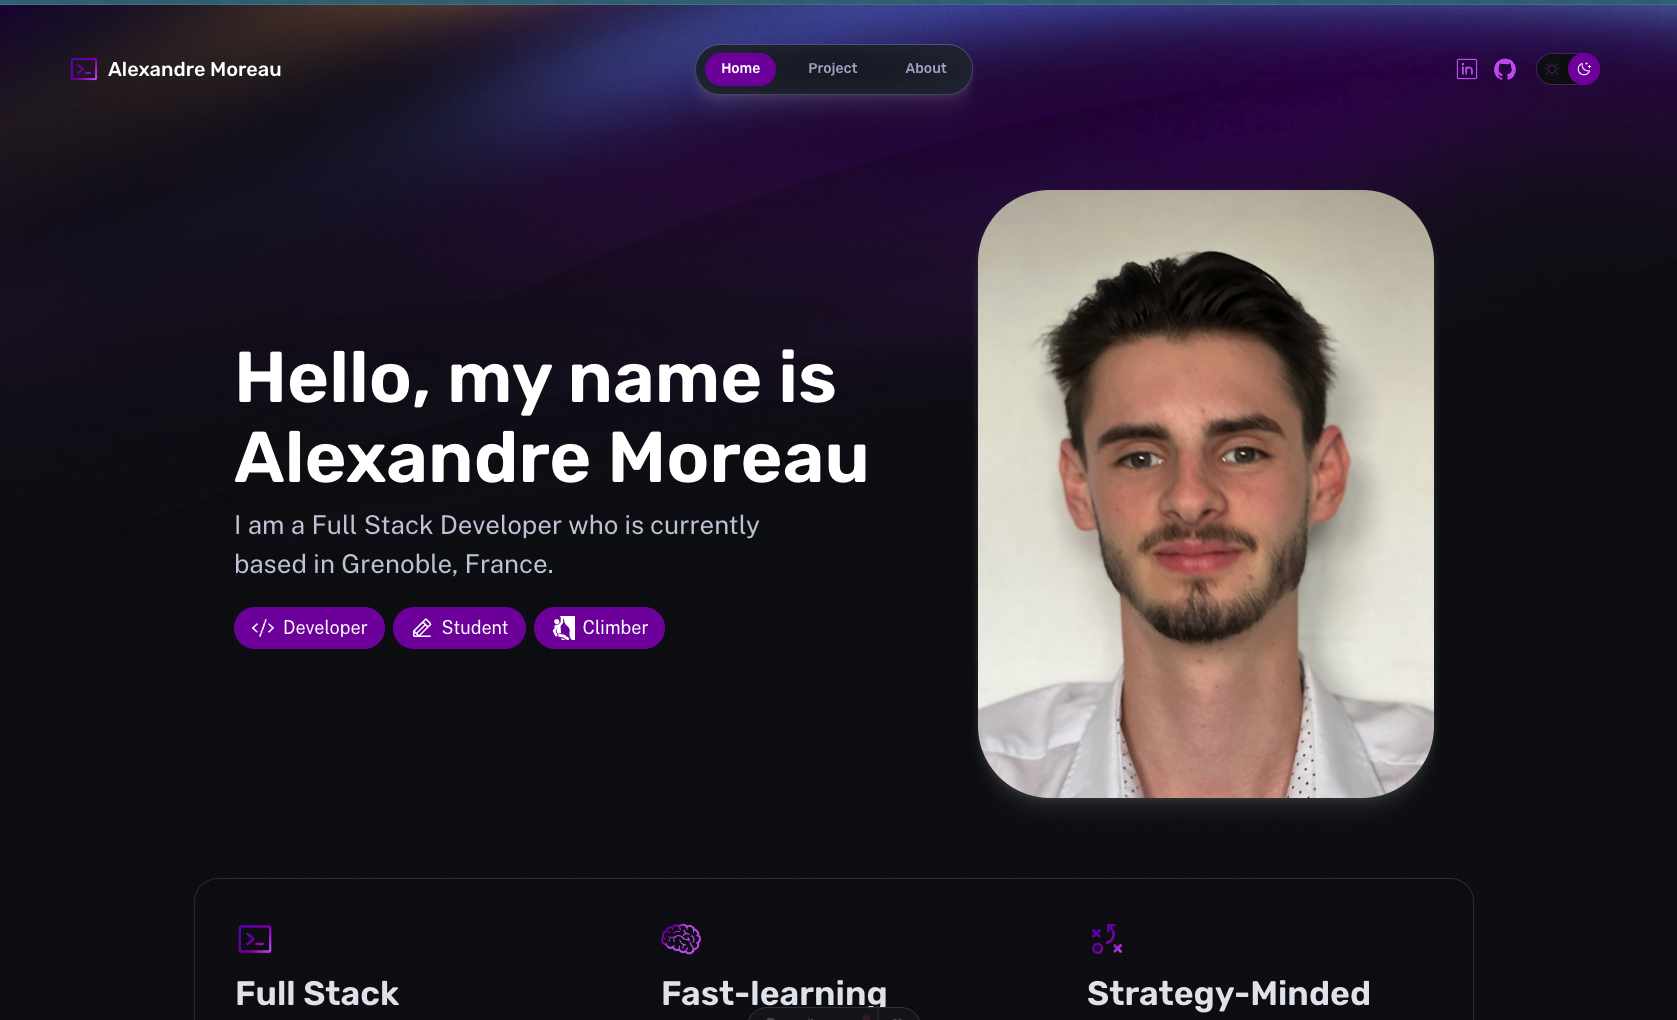 Alexandre Moreau
Home
Project
About
Hello, my name is
Alexandre Moreau
I am a Full Stack Developer who is currently
based in Grenoble, France.
Developer
Student
Climber
Full Stack
Fast-learning
Strategy-Minded